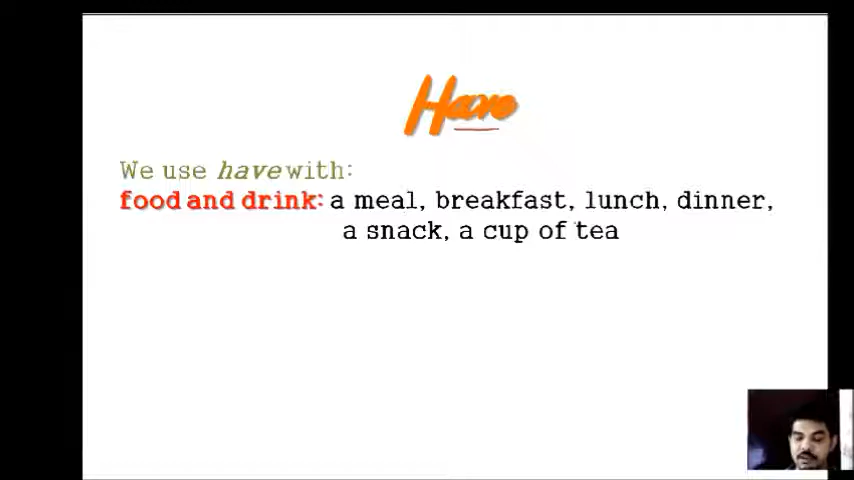 Have
We use have with:
food and drink: a meal, breakfast, lunch, dinner,
a snack, a cup of tea